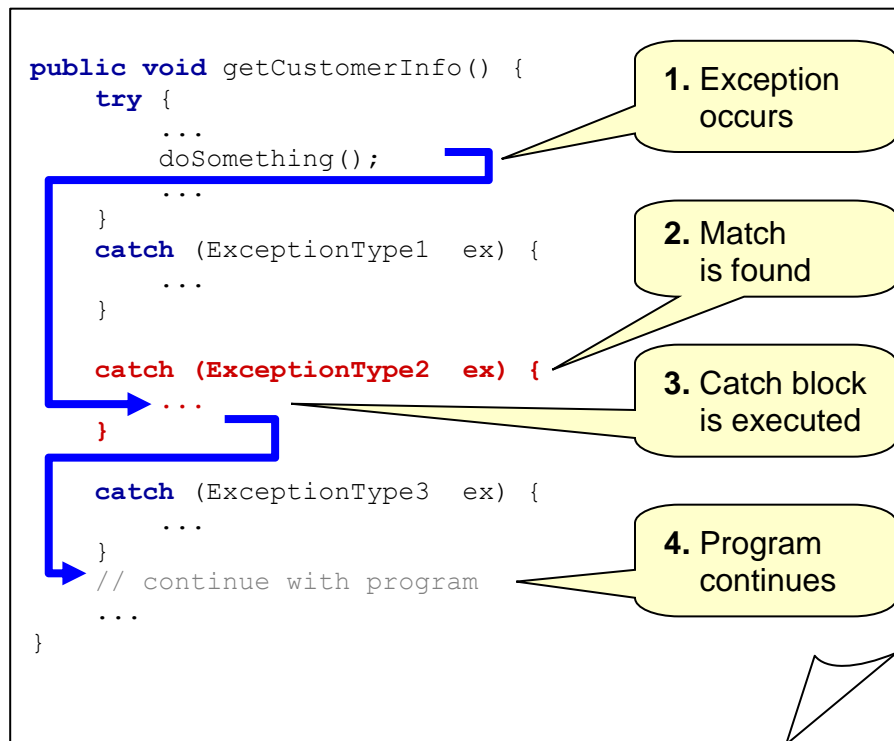 public void getCustomerInfo() {
try {
...
doSomething();
...
}
catch (ExceptionType1 ex) {
...
}
catch (ExceptionType2 ex) {
...
}
catch (ExceptionType3 ex) {
...
}
// continue with program
...
}
1. Exception
occurs
2. Match
is found
3. Catch block
is executed
4. Program
continues